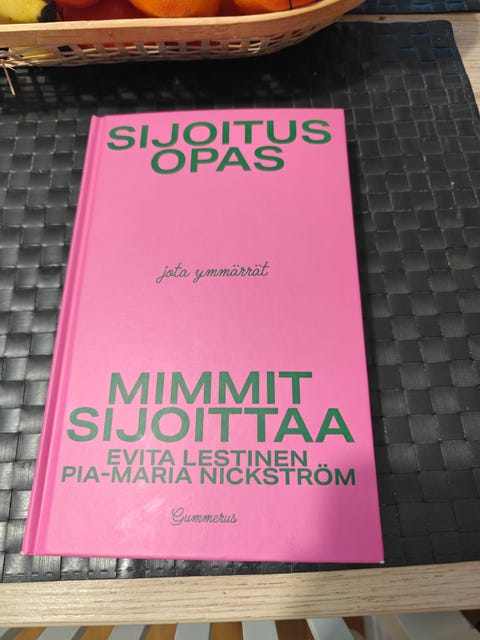 SIJOITUS
OPAS
jota ymmärrät
MIMMIT
SIJOITTAA
EVITA LESTINEN
PIA-MARIA NICKSTRÖM
Gummerus